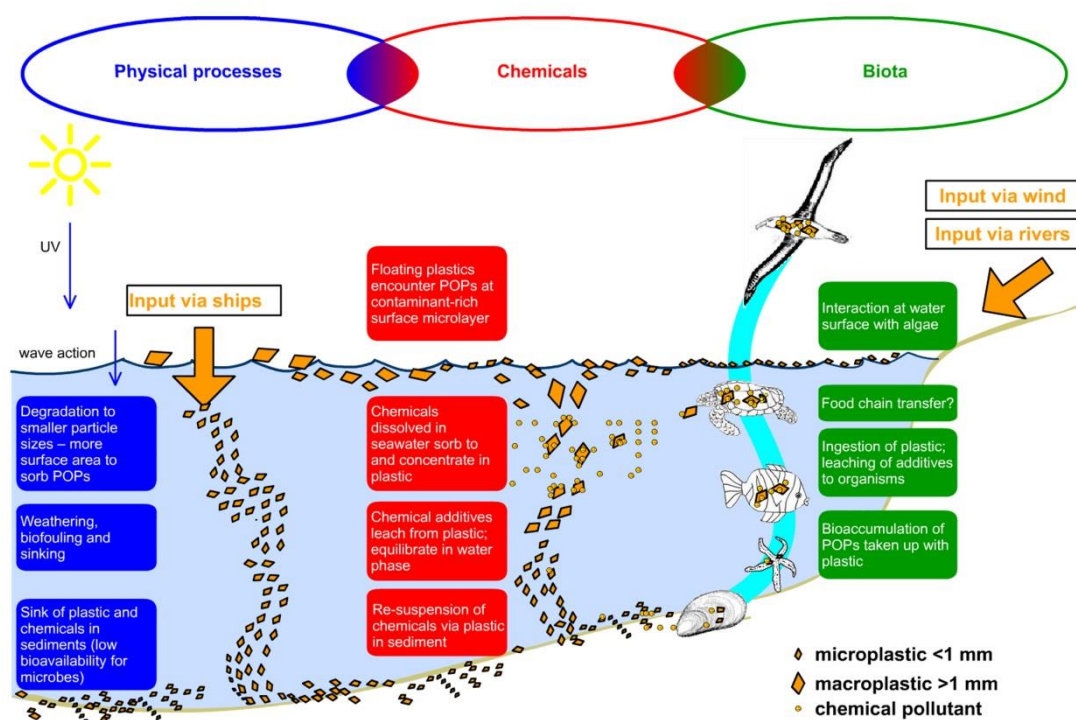 Physical processes
Chemicals
Biota
UV
wave action
Input via ships
Input via wind
Input via rivers
Degradation to
smaller particle
sizes – more
surface area to
sorb POPs
Weathering,
biofouling and
sinking
Sink of plastic and
chemicals in
sediments (low
bioavailability for
microbes)
Floating plastics
encounter POPs at
contaminant-rich
surface microlayer
Chemicals
dissolved in
seawater sorb to
and concentrate in
plastic
Chemical additives
leach from plastic;
equilibrate in water
phase
Re-suspension of
chemicals via plastic
in sediment
Interaction at water
surface with algae
Food chain transfer?
Ingestion of plastic;
leaching of additives
to organisms
Bioaccumulation of
POPs taken up with
plastic
microplastic <1 mm
macroplastic >1 mm
chemical pollutant